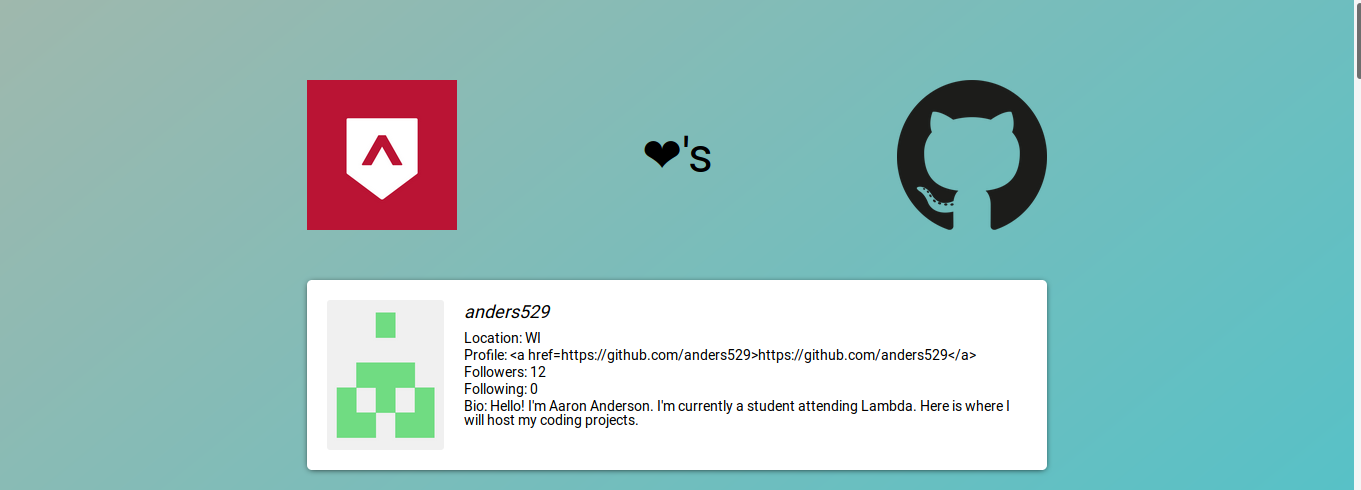 ❤'s
anders529
Location: WI
Profile: <a href=https://github.com/anders529>https://github.com/anders529</a>
Followers: 12
Following: 0
Bio: Hello! I'm Aaron Anderson. I'm currently a student attending Lambda. Here is where I
will host my coding projects.